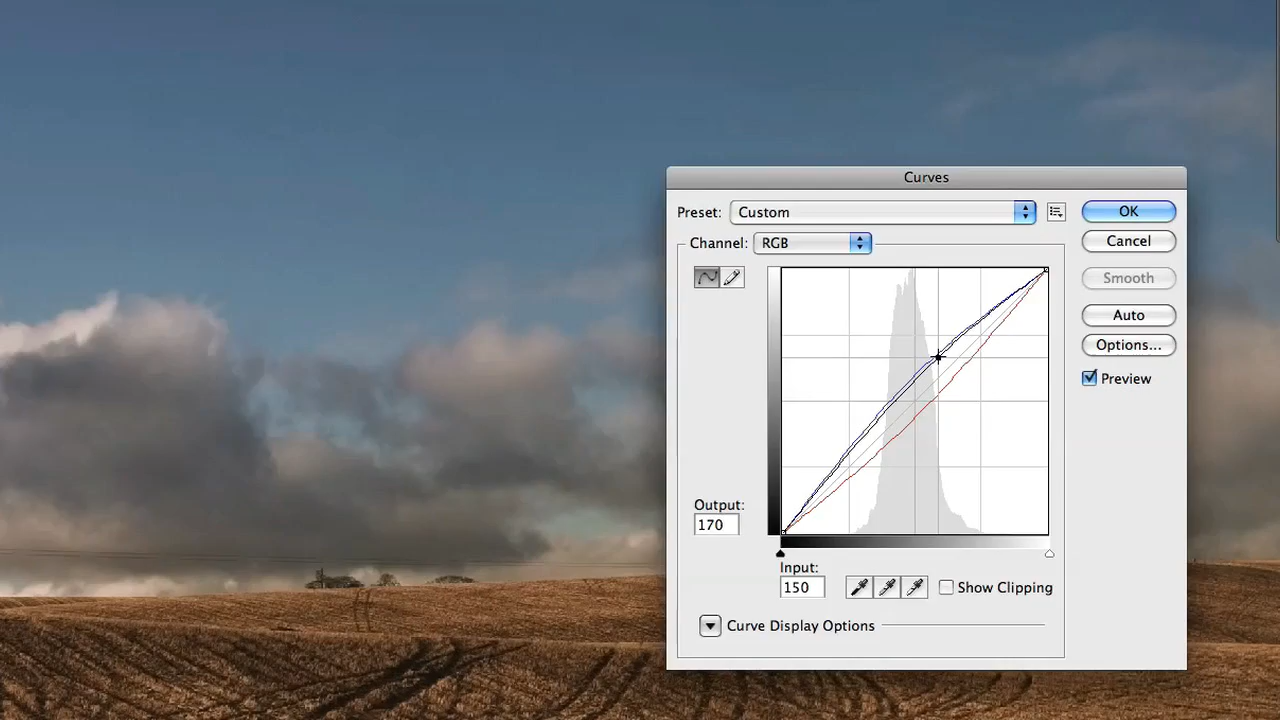 Curves
Preset: Custom
OK
Channel: RGB
Cancel
Smooth
Auto
Options...
Preview
Output:
170
Input:
150
Show Clipping
Curve Display Options